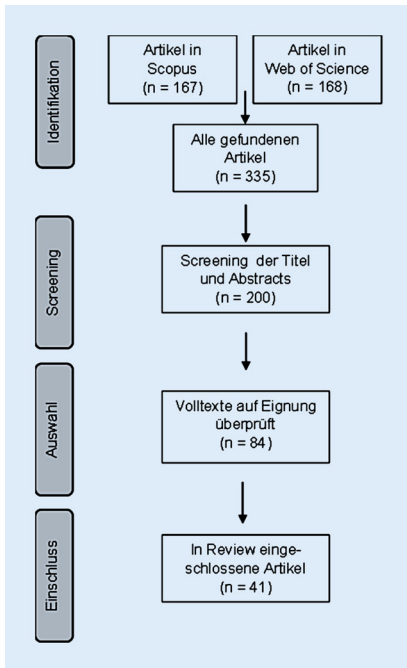 Identifikation
Artikel in
Scopus
(n = 167)
Artikel in
Web of Science
(n = 168)
Alle gefundenen
Artikel
(n = 335)
Screening
Screening der Titel
und Abstracts
(n = 200)
Auswahl
Volltexte auf Eignung
überprüft
(n = 84)
Einschluss
In Review einge-
schlossene Artikel
(n = 41)